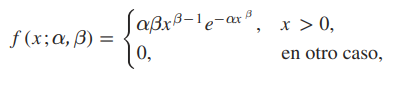 f (x; α, β) = { αβx^{β−1} e^{−αx^β}, x > 0,
0, en otro caso,